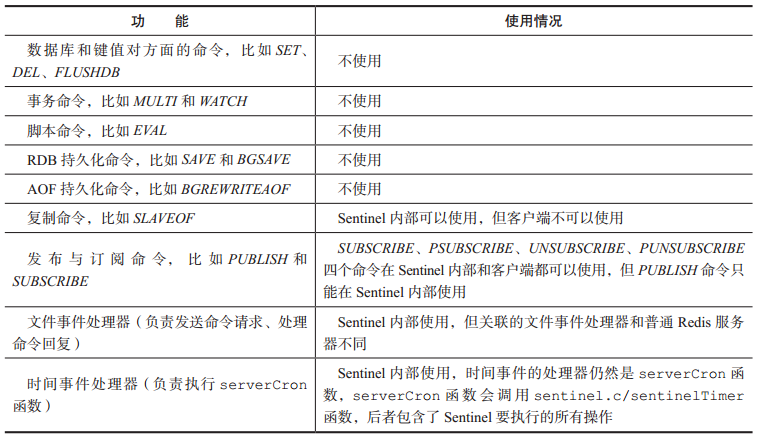 功 能
使用情况
数据库和键值对方面的命令，比如 SET、
DEL、FLUSHDB
不使用
事务命令，比如 MULTI 和 WATCH
不使用
脚本命令，比如 EVAL
不使用
RDB 持久化命令，比如 SAVE 和 BGSAVE
不使用
AOF 持久化命令，比如 BGREWRITEAOF
不使用
复制命令，比如 SLAVEOF
Sentinel 内部可以使用，但客户端不可以使用
发布与订阅命令，比如 PUBLISH 和
SUBSCRIBE
SUBSCRIBE、PSUBSCRIBE、UNSUBSCRIBE、PUNSUBSCRIBE
四个命令在 Sentinel 内部和客户端都可以使用，但 PUBLISH 命令只
能在 Sentinel 内部使用
文件事件处理器（负责发送命令请求、处理
命令回复）
Sentinel 内部使用，但关联的文件事件处理器和普通 Redis 服务
器不同
时间事件处理器（负责执行 serverCron
函数）
Sentinel 内部使用，时间事件的处理器仍然是 serverCron 函
数，serverCron 函数会调用 sentinel.c/sentinelTimer
函数，后者包含了 Sentinel 要执行的所有操作